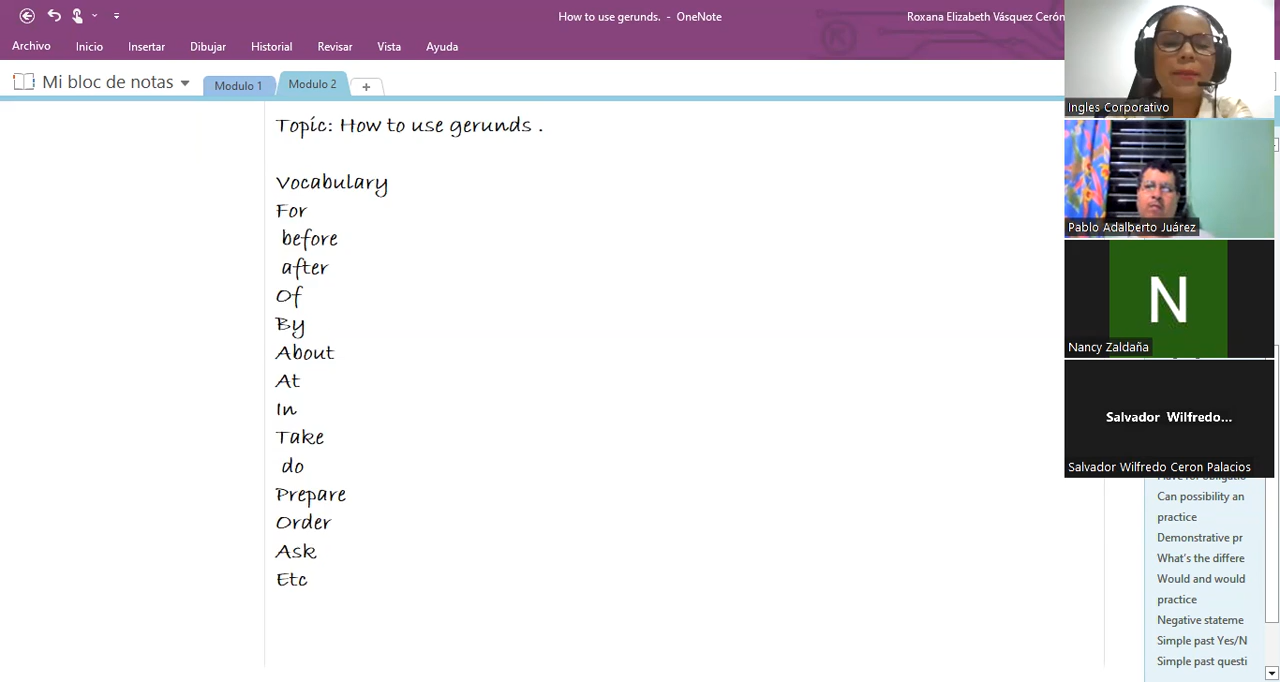 How to use gerunds. - OneNote
Roxana Elizabeth Vásquez Cerón
Archivo Inicio Insertar Dibujar Historial Revisar Vista Ayuda
Mi bloc de notas Modulo 1 Modulo 2 +
Topic: How to use gerunds .
Vocabulary
For
before
after
Of
By
About
At
In
Take
do
Prepare
Order
Ask
Etc
Ingles Corporativo
Pablo Adalberto Juárez
N
Nancy Zaldaña
Salvador Wilfredo...
Salvador Wilfredo Ceron Palacios
Can possibility an
practice
Demonstrative pr
What's the differe
Would and would
practice
Negative stateme
Simple past Yes/N
Simple past questi